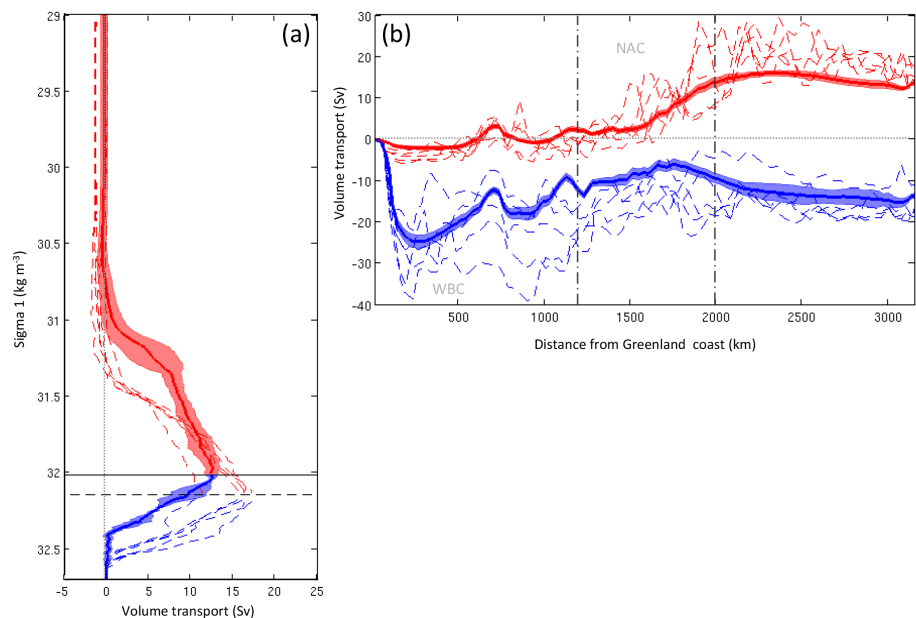 (a)
29
29.5
30
30.5
31
31.5
32
32.5
Sigma 1 (kg m-3)
-5 0 5 10 15 20 25
Volume transport (Sv)
(b)
30
20
10
0
-10
-20
-30
-40
Volume transport (Sv)
NAC
WBC
500 1000 1500 2000 2500 3000
Distance from Greenland coast (km)